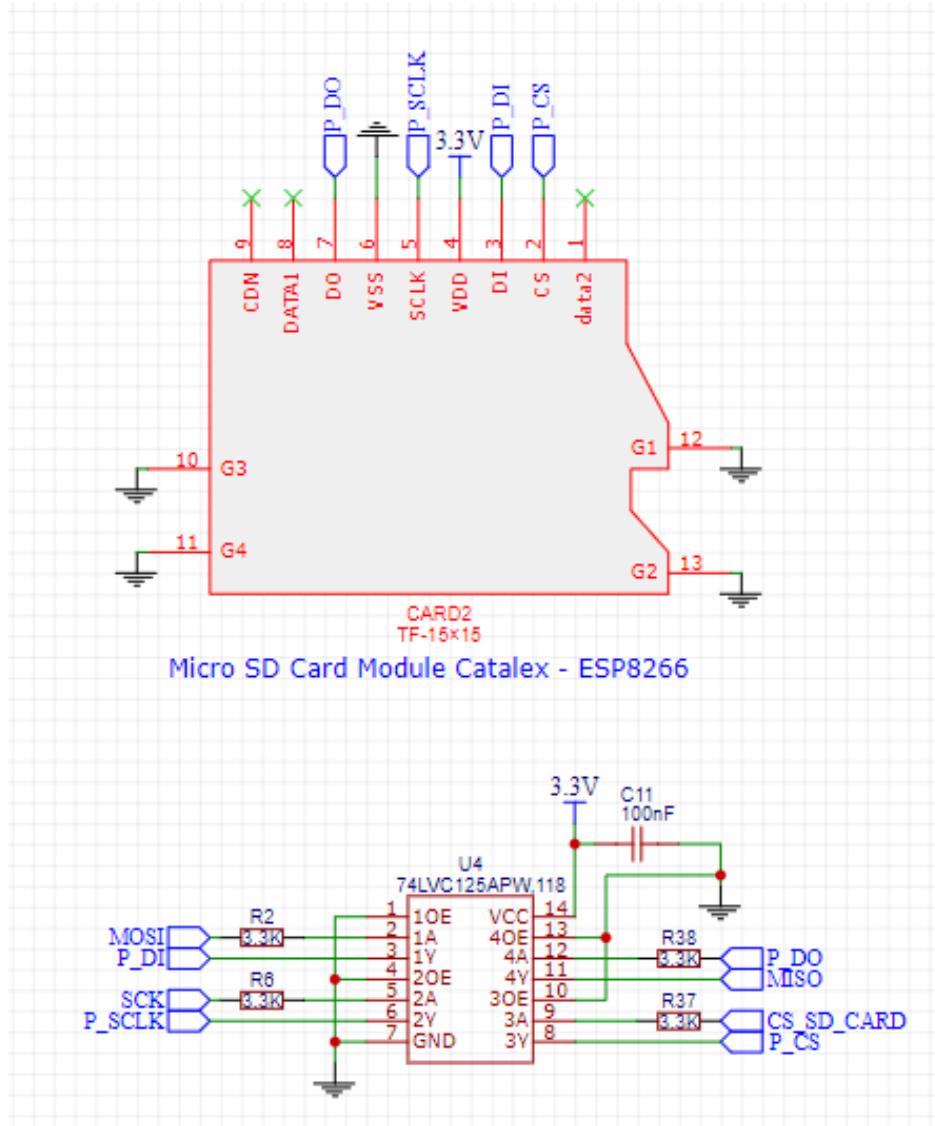 P_DO
P_SCLK
3.3V
P_DI
P_CS
9 8 7 6 5 4 3 2 1
CDN DATA1 DO VSS SCLK VDD DI CS data2
G1 12
10 G3
11 G4
G2 13
CARD2
TF-15×15
Micro SD Card Module Catalex - ESP8266
3.3V
C11
100nF
U4
74LVC125APW,118
1 1OE VCC 14
MOSI R2 3.3K 2 1A 4OE 13
P_DI 3 1Y 4A 12 R38 3.3K P_DO
4 2OE 4Y 11 MISO
SCK R6 3.3K 5 2A 3OE 10
P_SCLK 6 2Y 3A 9 R37 3.3K CS_SD_CARD
7 GND 3Y 8 P_CS